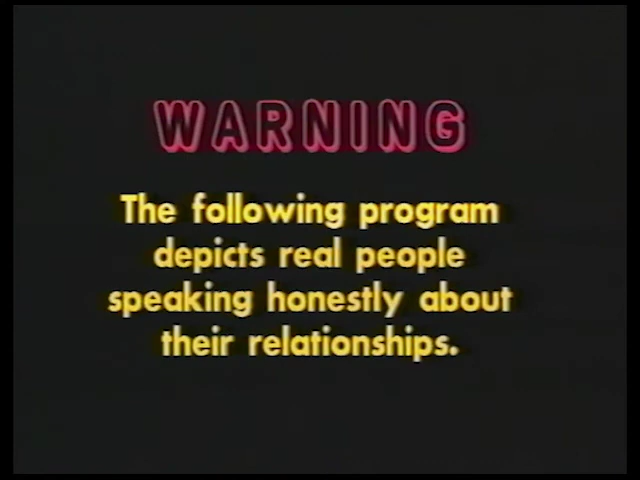 WARNING
The following program
depicts real people
speaking honestly about
their relationships.